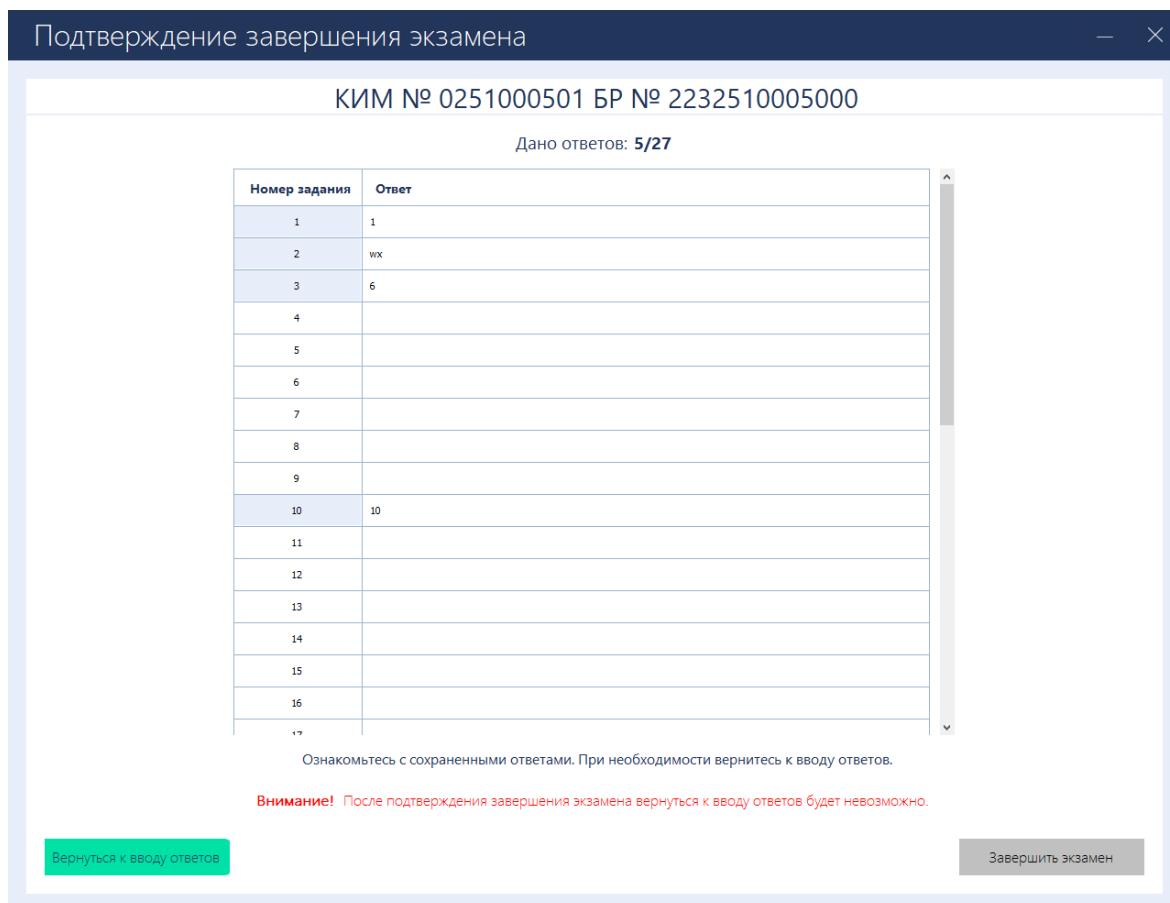 Подтверждение завершения экзамена
КИМ № 0251000501 БР № 2232510005000
Дано ответов: 5/27
Номер задания Ответ
1 1
2 wx
3 6
4
5
6
7
8
9
10 10
11
12
13
14
15
16
17
Ознакомьтесь с сохраненными ответами. При необходимости вернитесь к вводу ответов.
Внимание! После подтверждения завершения экзамена вернуться к вводу ответов будет невозможно.
Вернуться к вводу ответов Завершить экзамен